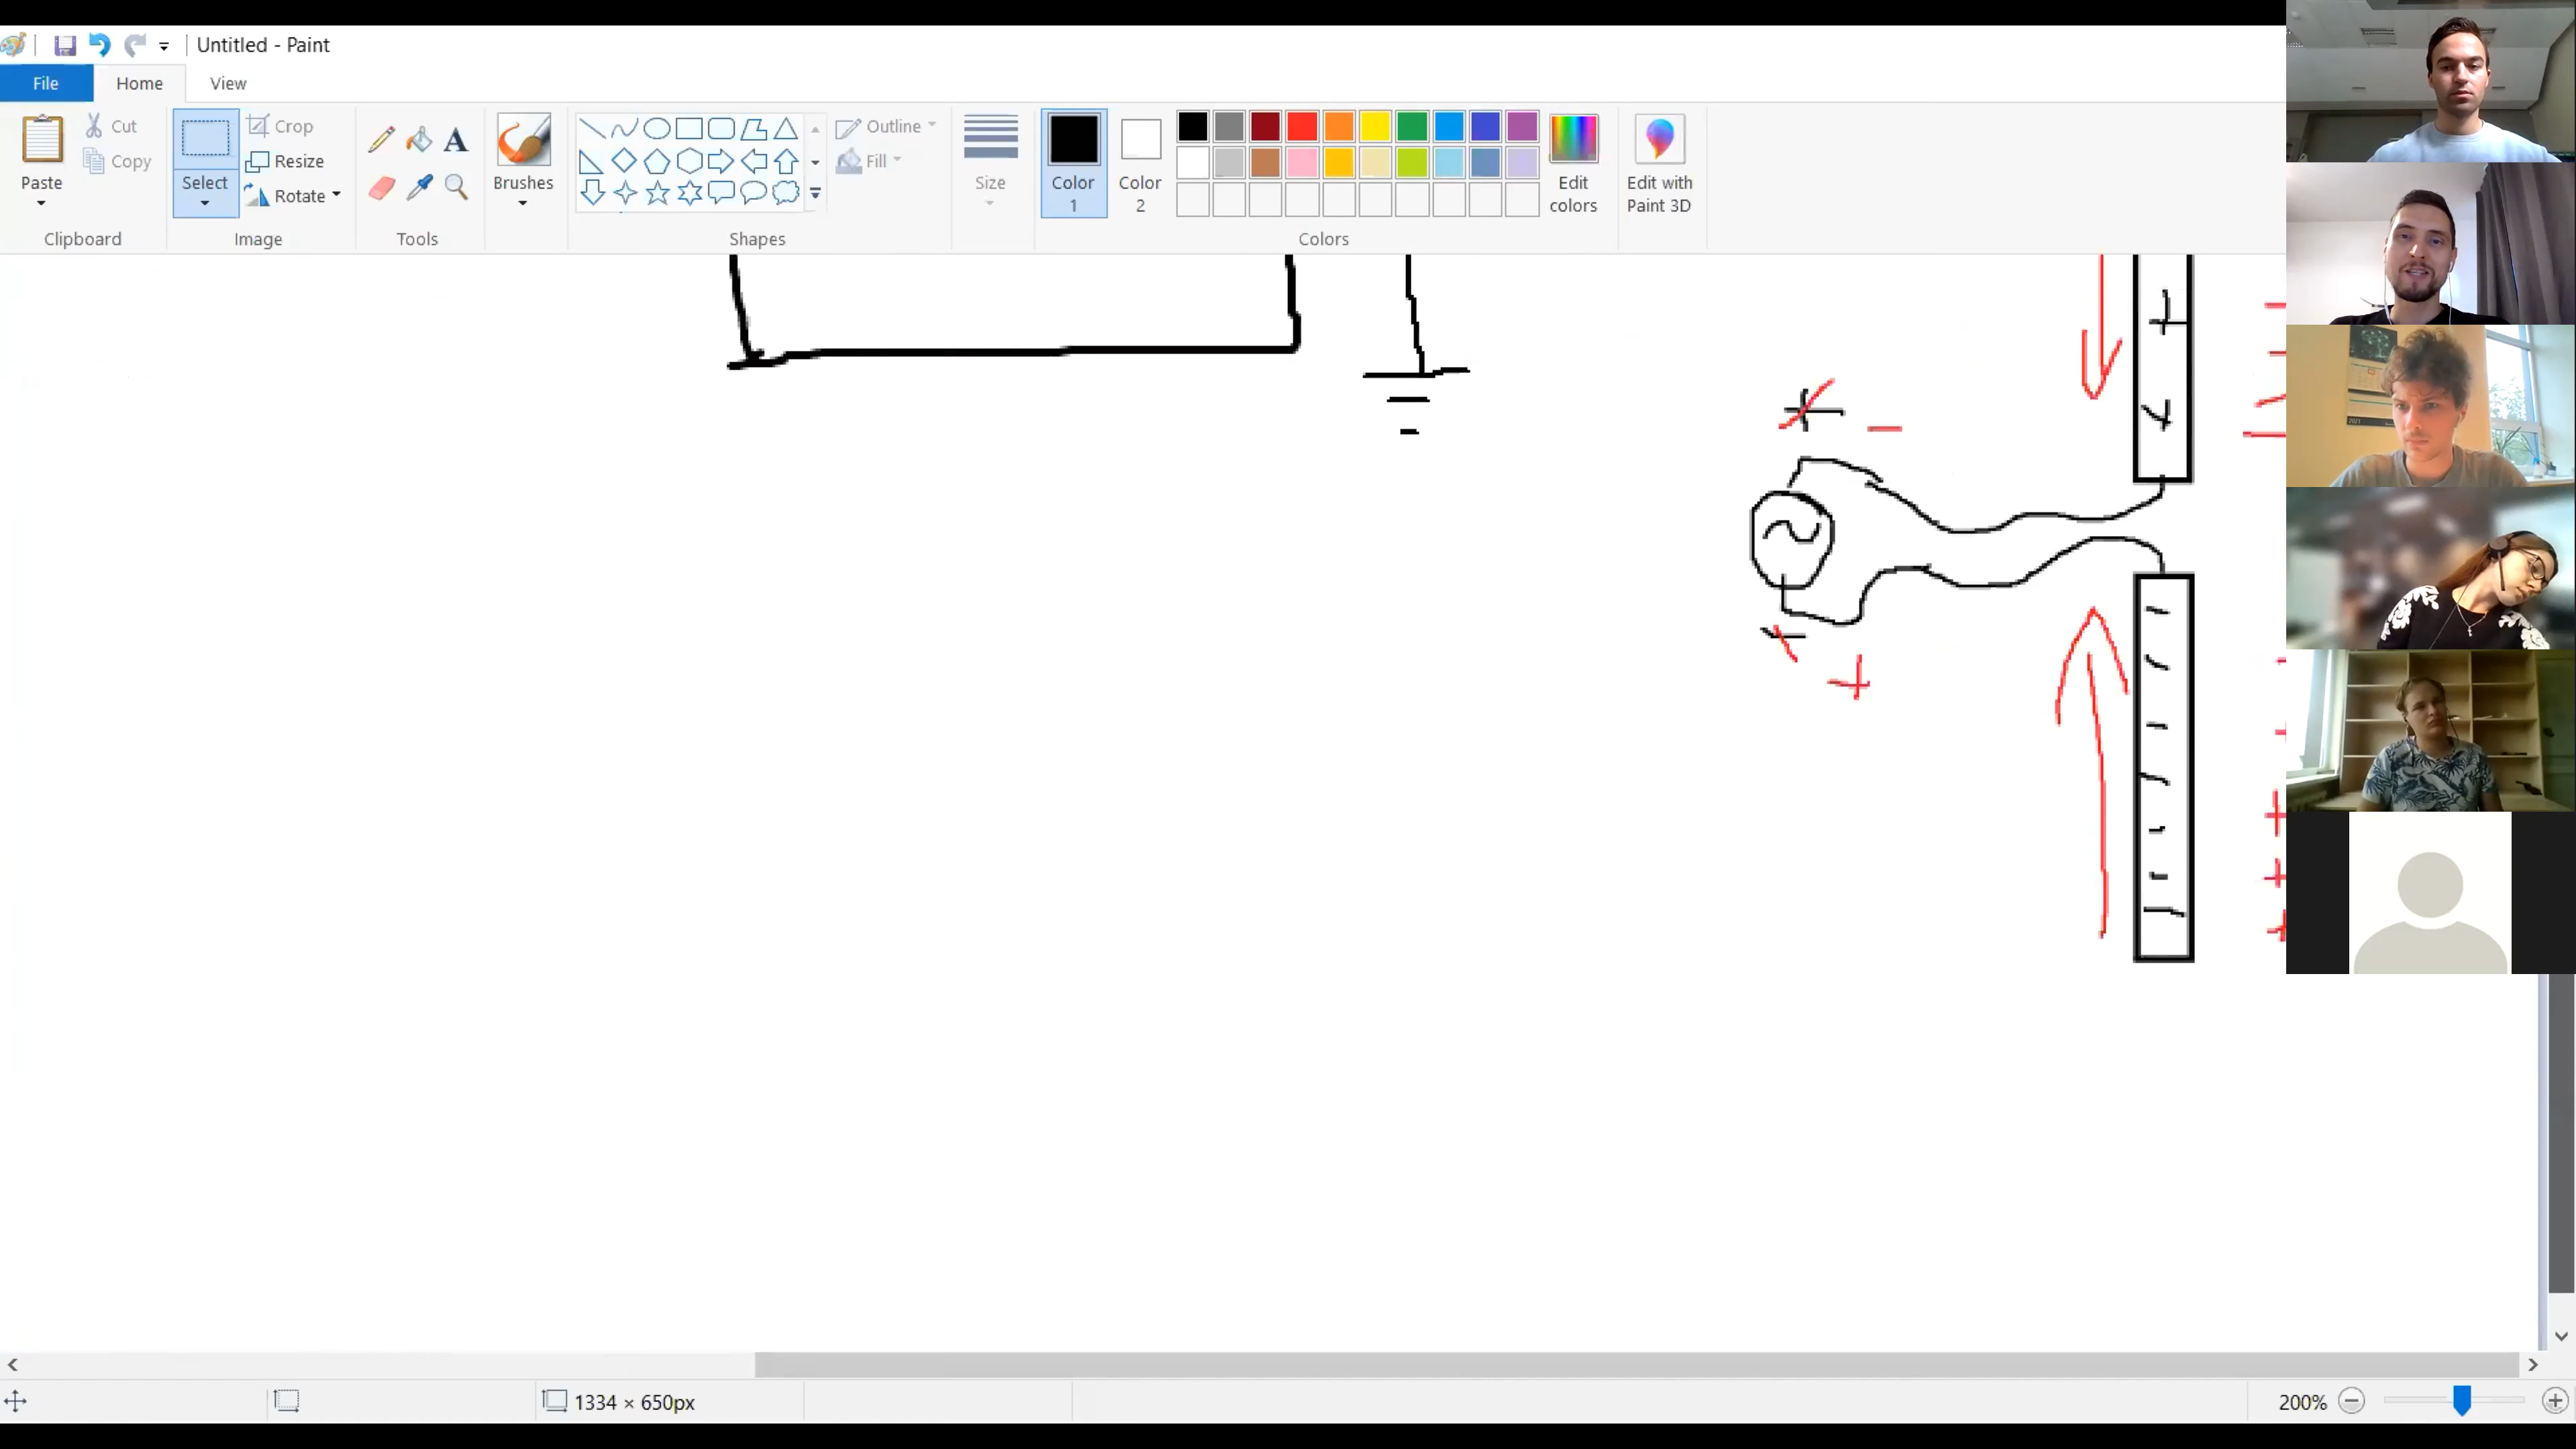 Untitled - Paint
File Home View
Paste Cut Copy Select Crop Resize Rotate A Brushes Outline Fill Size Color 1 Color 2 Edit colors Edit with Paint 3D
Clipboard Image Tools Shapes Colors
+ -
- +
1334 × 650px 200%